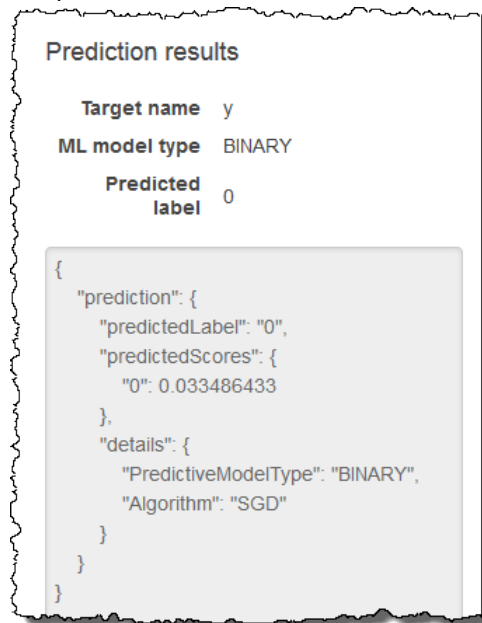 Prediction results
Target name y
ML model type BINARY
Predicted
label 0
{
"prediction": {
"predictedLabel": "0",
"predictedScores": {
"0": 0.033486433
},
"details": {
"PredictiveModelType": "BINARY",
"Algorithm": "SGD"
}
}
}